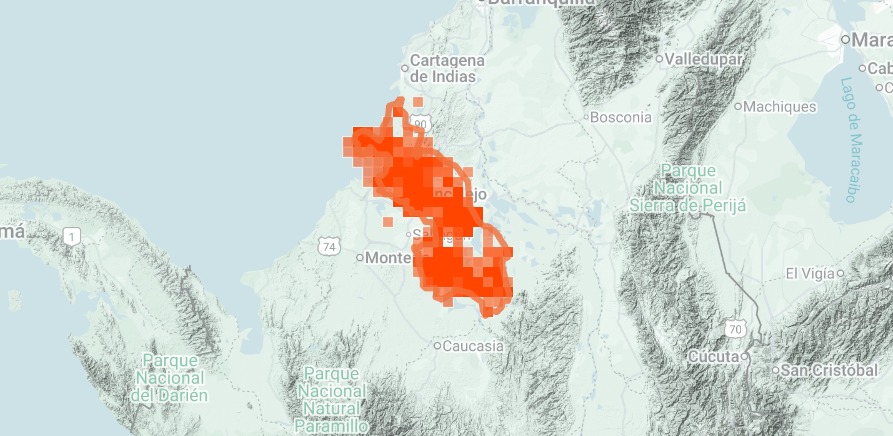 Barranquilla
Cartagena
de Indias
Valledupar
Mara
Cab
C
90
Bosconia
Machiques
Lago de Maracaibo
Parque
Nacional
Sierra de Perijá
má
1
74
Monte
El Vigía
70
Caucasia
Cúcuta
San Cristóbal
Parque
Nacional
del Darién
Parque
Nacional
Natural
Paramillo